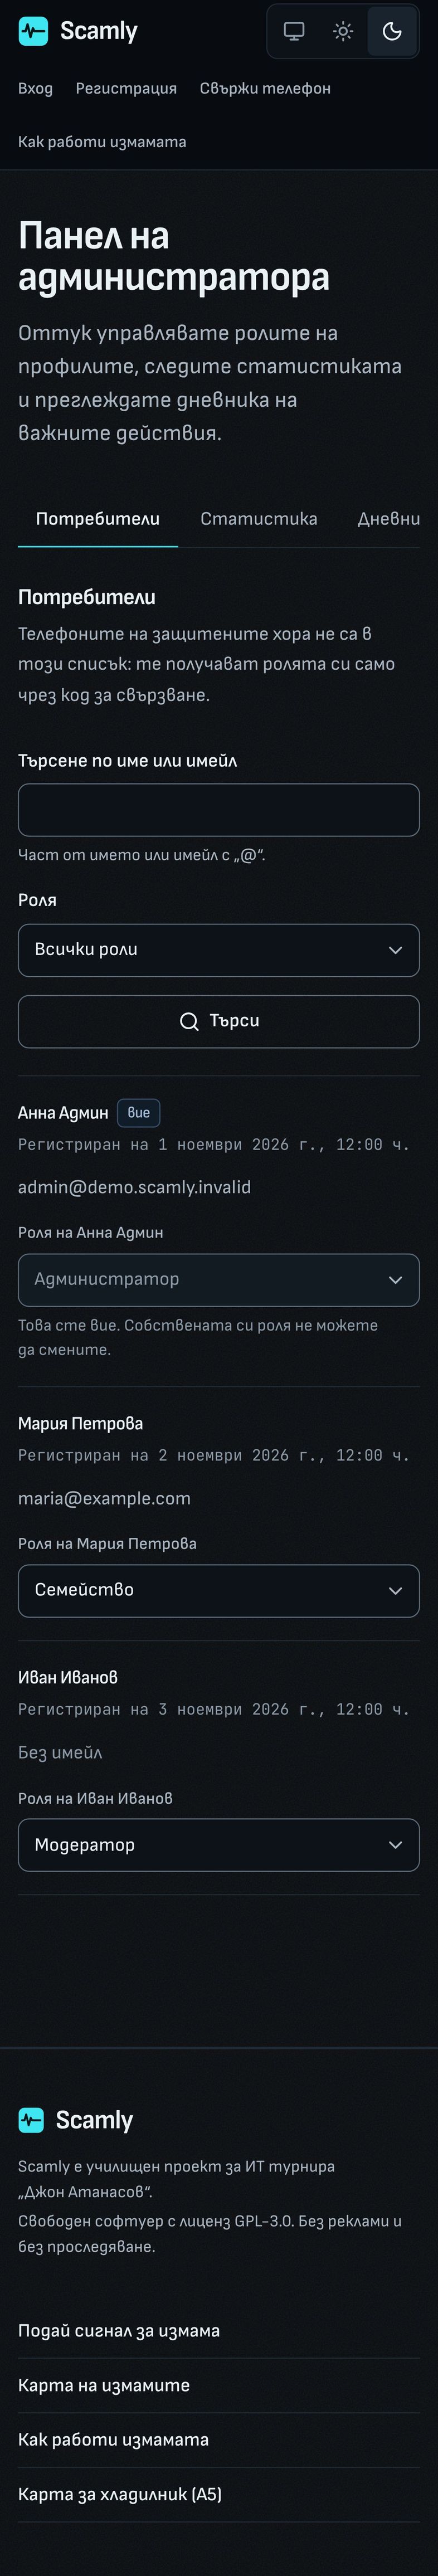 Scamly
Вход Регистрация Свържи телефон
Как работи измамата
Панел на
администратора
Оттук управлявате ролите на
профилите, следите статистиката
и преглеждате дневника на
важните действия.
Потребители Статистика Дневни
Потребители
Телефоните на защитените хора не са в
този списък: те получават ролята си само
чрез код за свързване.
Търсене по име или имейл
Част от името или имейл с „@“.
Роля
Всички роли
Търси
Анна Админ вие
Регистриран на 1 ноември 2026 г., 12:00 ч.
admin@demo.scamly.invalid
Роля на Анна Админ
Администратор
Това сте вие. Собствената си роля не можете
да смените.
Мария Петрова
Регистриран на 2 ноември 2026 г., 12:00 ч.
maria@example.com
Роля на Мария Петрова
Семейство
Иван Иванов
Регистриран на 3 ноември 2026 г., 12:00 ч.
Без имейл
Роля на Иван Иванов
Модератор
Scamly
Scamly е училищен проект за ИТ турнира
„Джон Атанасов“.
Свободен софтуер с лиценз GPL-3.0. Без реклами и
без проследяване.
Подай сигнал за измама
Карта на измамите
Как работи измамата
Карта за хладилник (А5)